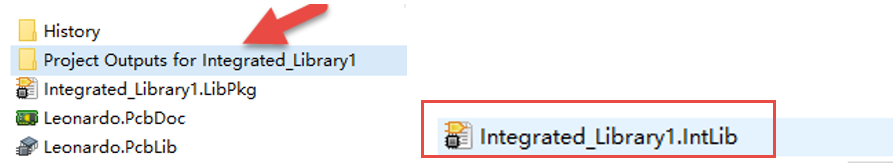 History
Project Outputs for Integrated_Library1
Integrated_Library1.LibPkg
Leonardo.PcbDoc
Leonardo.PcbLib
Integrated_Library1.IntLib